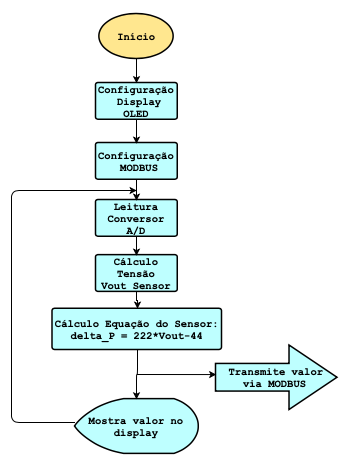 Início
Configuração
Display
OLED
Configuração
MODBUS
Leitura
Conversor
A/D
Cálculo
Tensão
Vout Sensor
Cálculo Equação do Sensor:
delta_P = 222*Vout-44
Transmite valor
via MODBUS
Mostra valor no
display